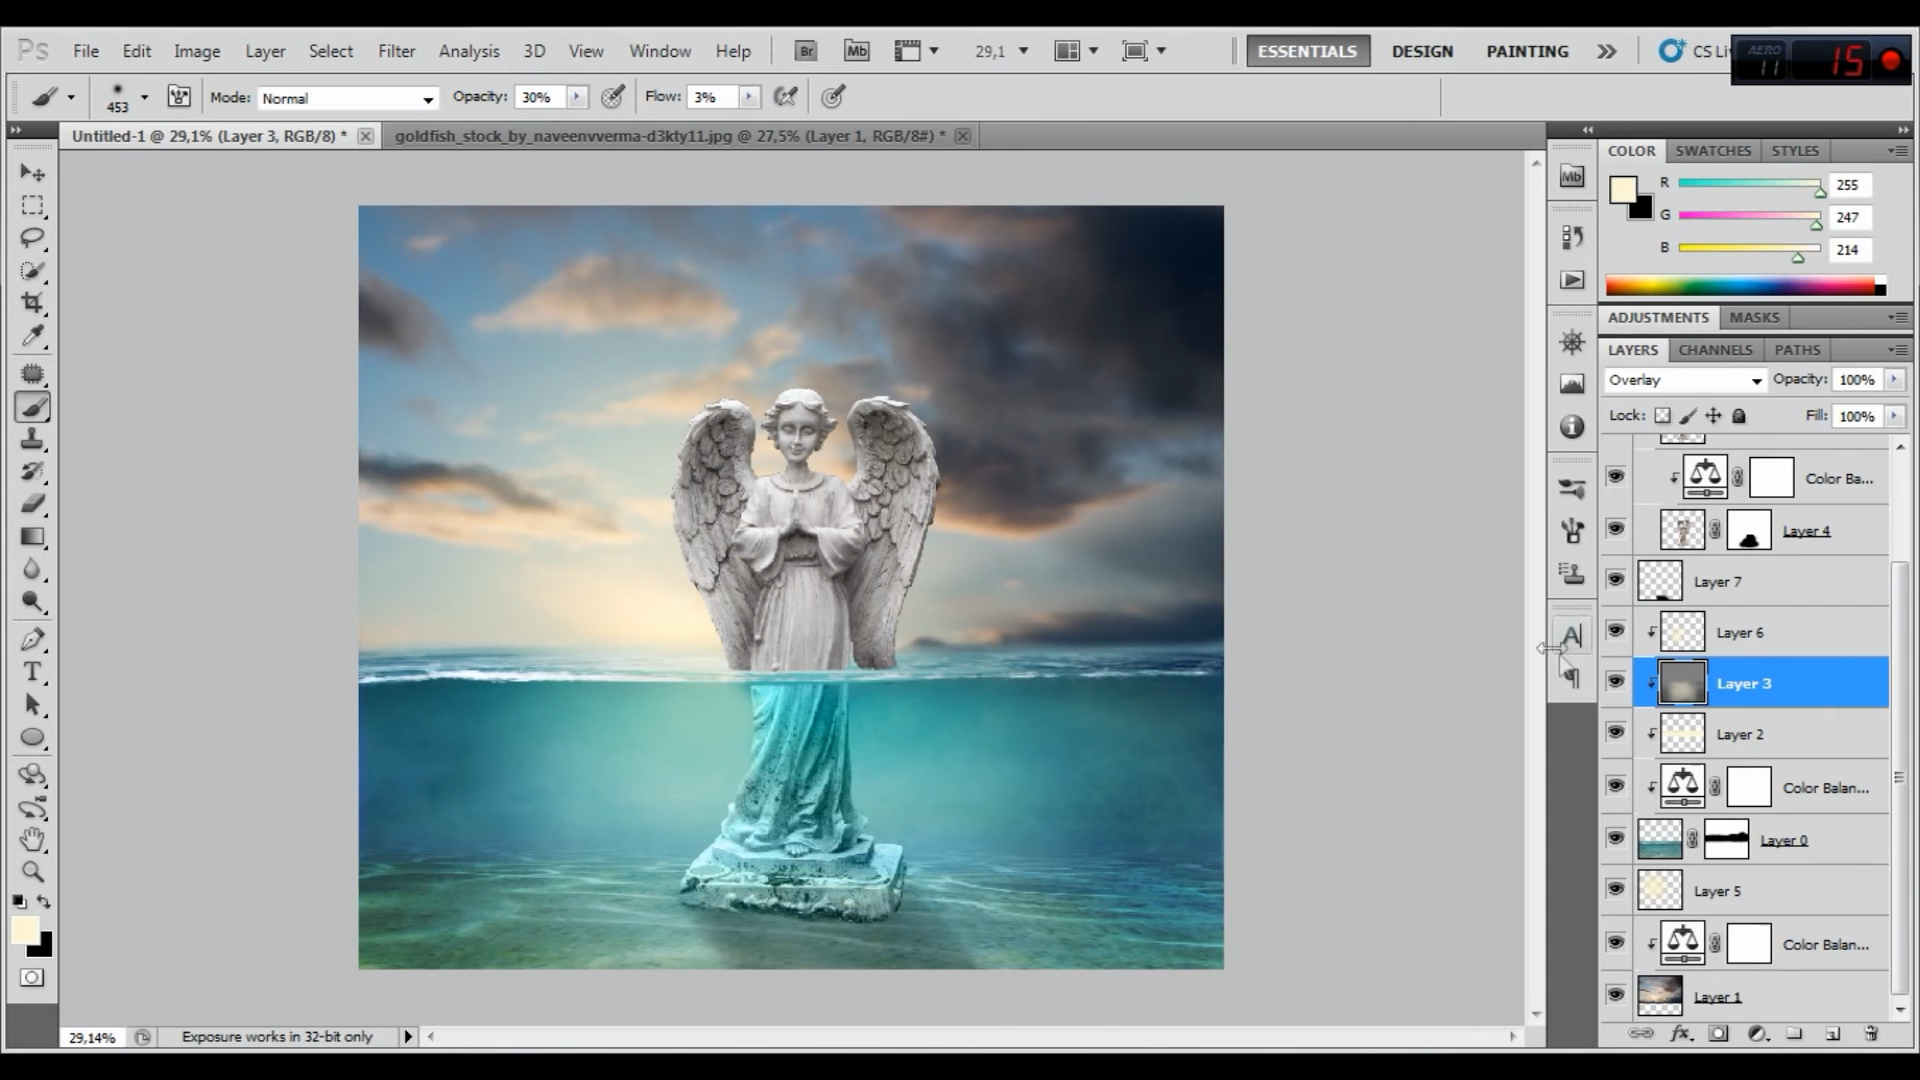 Ps File Edit Image Layer Select Filter Analysis 3D View Window Help Br Mb 29,1 ESSENTIALS DESIGN PAINTING CS Li
AERO 11 15
453 Mode: Normal Opacity: 30% Flow: 3%
Untitled-1 @ 29,1% (Layer 3, RGB/8) * goldfish_stock_by_naveenvverma-d3kty11.jpg @ 27,5% (Layer 1, RGB/8#) *
Mb
COLOR SWATCHES STYLES
R 255
G 247
B 214
ADJUSTMENTS MASKS
LAYERS CHANNELS PATHS
Overlay Opacity: 100%
Lock: Fill: 100%
Color Ba...
Layer 4
Layer 7
Layer 6
Layer 3
Layer 2
Color Balan...
Layer 0
Layer 5
Color Balan...
Layer 1
fx
29,14% Exposure works in 32-bit only